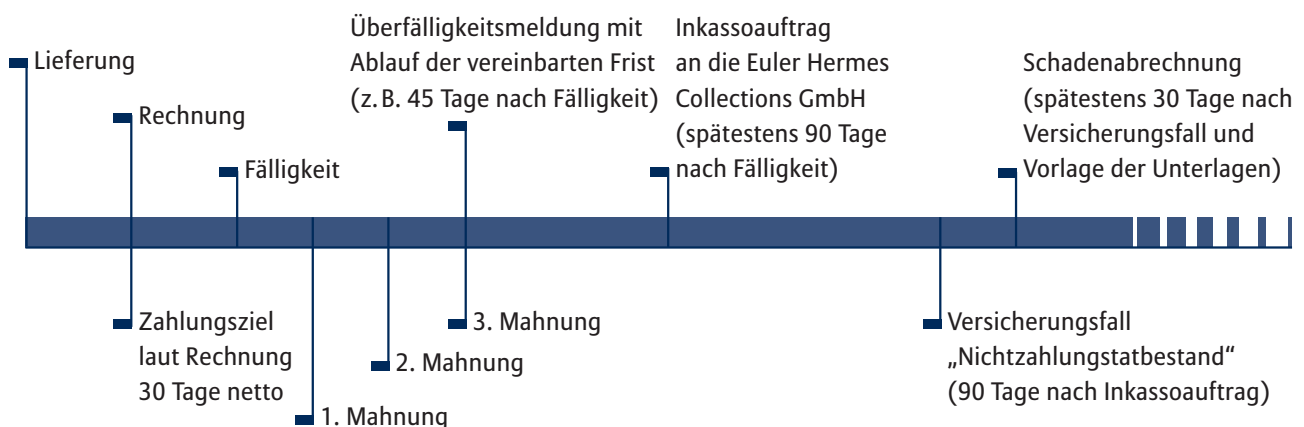 Lieferung
Rechnung
Fälligkeit
Überfälligkeitsmeldung mit
Ablauf der vereinbarten Frist
(z. B. 45 Tage nach Fälligkeit)
Inkassoauftrag
an die Euler Hermes
Collections GmbH
(spätestens 90 Tage
nach Fälligkeit)
Schadenabrechnung
(spätestens 30 Tage nach
Versicherungsfall und
Vorlage der Unterlagen)
Zahlungsziel
laut Rechnung
30 Tage netto
1. Mahnung
2. Mahnung
3. Mahnung
Versicherungsfall
„Nichtzahlungstatbestand“
(90 Tage nach Inkassoauftrag)